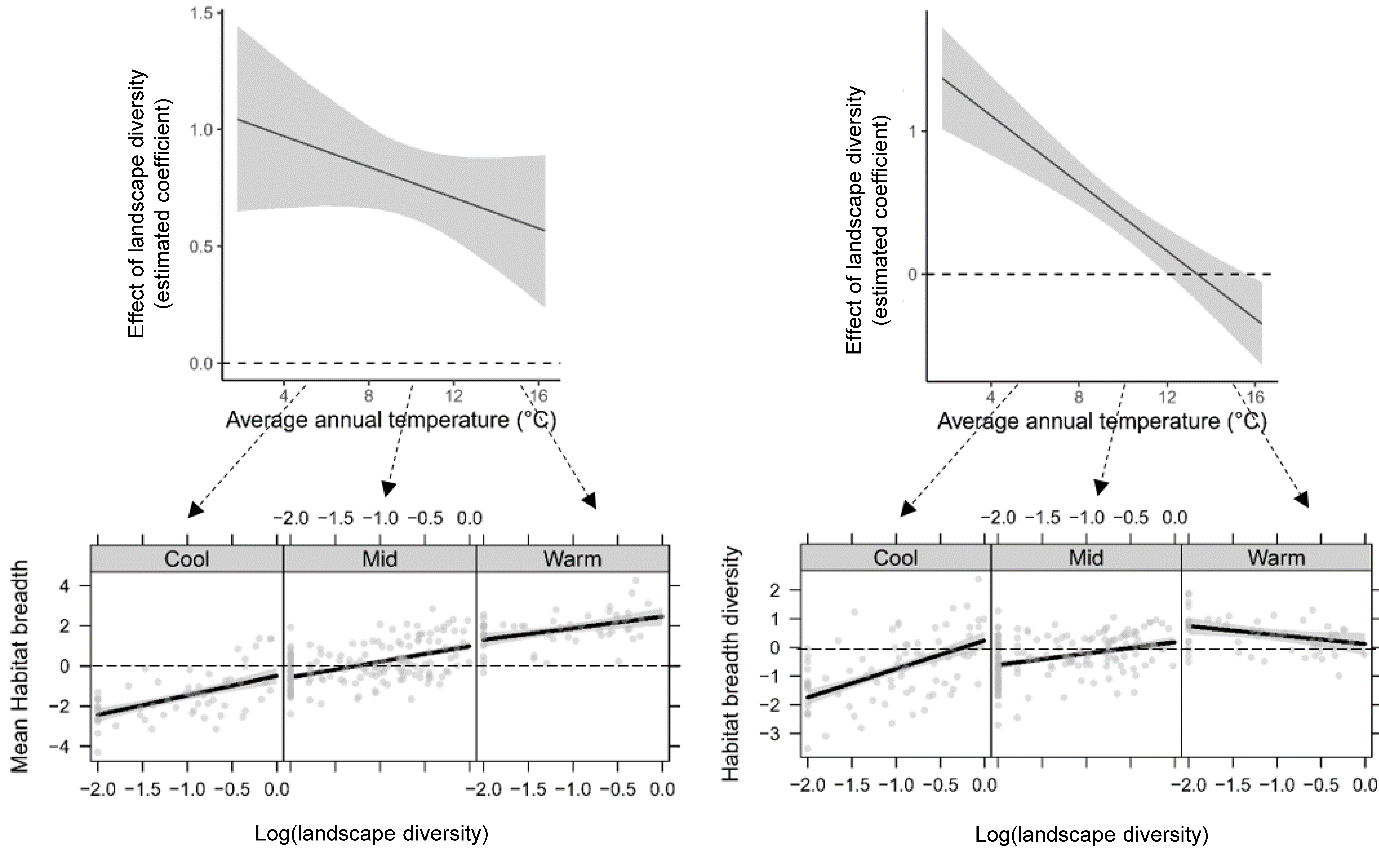 1.5
1.0
0.5
0.0
Effect of landscape diversity
(estimated coefficient)
4 8 12 16
Average annual temperature (°C)
1
0
Effect of landscape diversity
(estimated coefficient)
4 8 12 16
Average annual temperature (°C)
−2.0 −1.5 −1.0 −0.5 0.0
Cool Mid Warm
Mean Habitat breadth
4
2
0
−2
−4
−2.0 −1.5 −1.0 −0.5 0.0 −2.0 −1.5 −1.0 −0.5 0.0
Log(landscape diversity)
−2.0 −1.5 −1.0 −0.5 0.0
Cool Mid Warm
Habitat breadth diversity
2
1
0
−1
−2
−3
−2.0 −1.5 −1.0 −0.5 0.0 −2.0 −1.5 −1.0 −0.5 0.0
Log(landscape diversity)